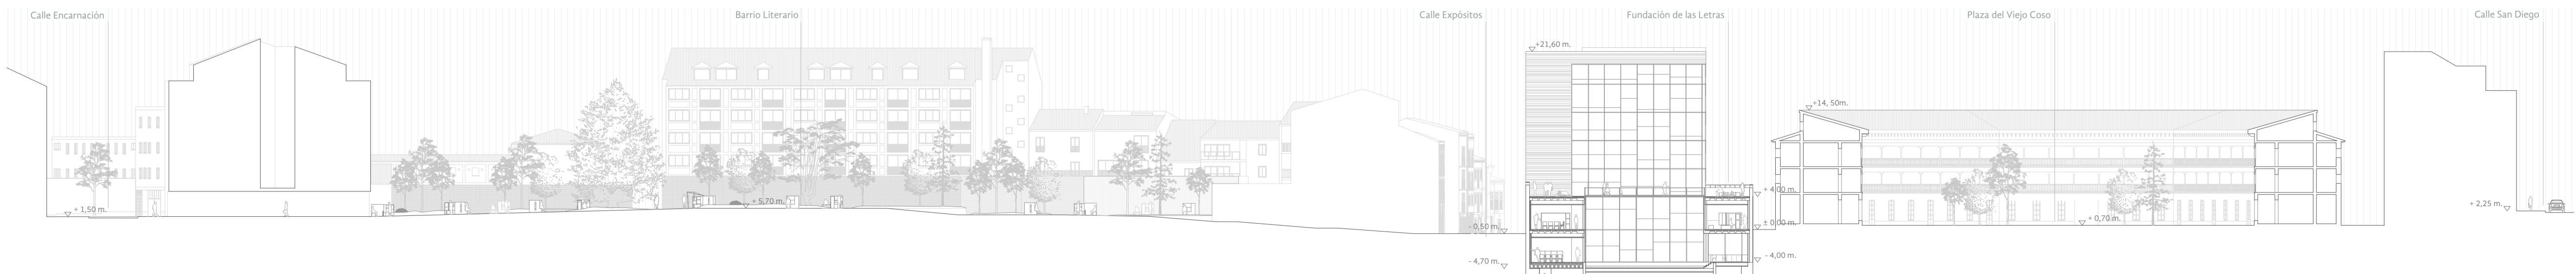 Calle Encarnación
Barrio Literario
Calle Expósitos
Fundación de las Letras
Plaza del Viejo Coso
Calle San Diego
+21,60 m.
+14, 50m.
+ 1,50 m.
+ 5,70 m.
- 0,50 m.
- 4,70 m.
+ 4,00 m.
± 0,00 m.
- 4,00 m.
+ 0,70 m.
+ 2,25 m.